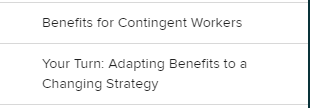 Benefits for Contingent Workers
Your Turn: Adapting Benefits to a
Changing Strategy